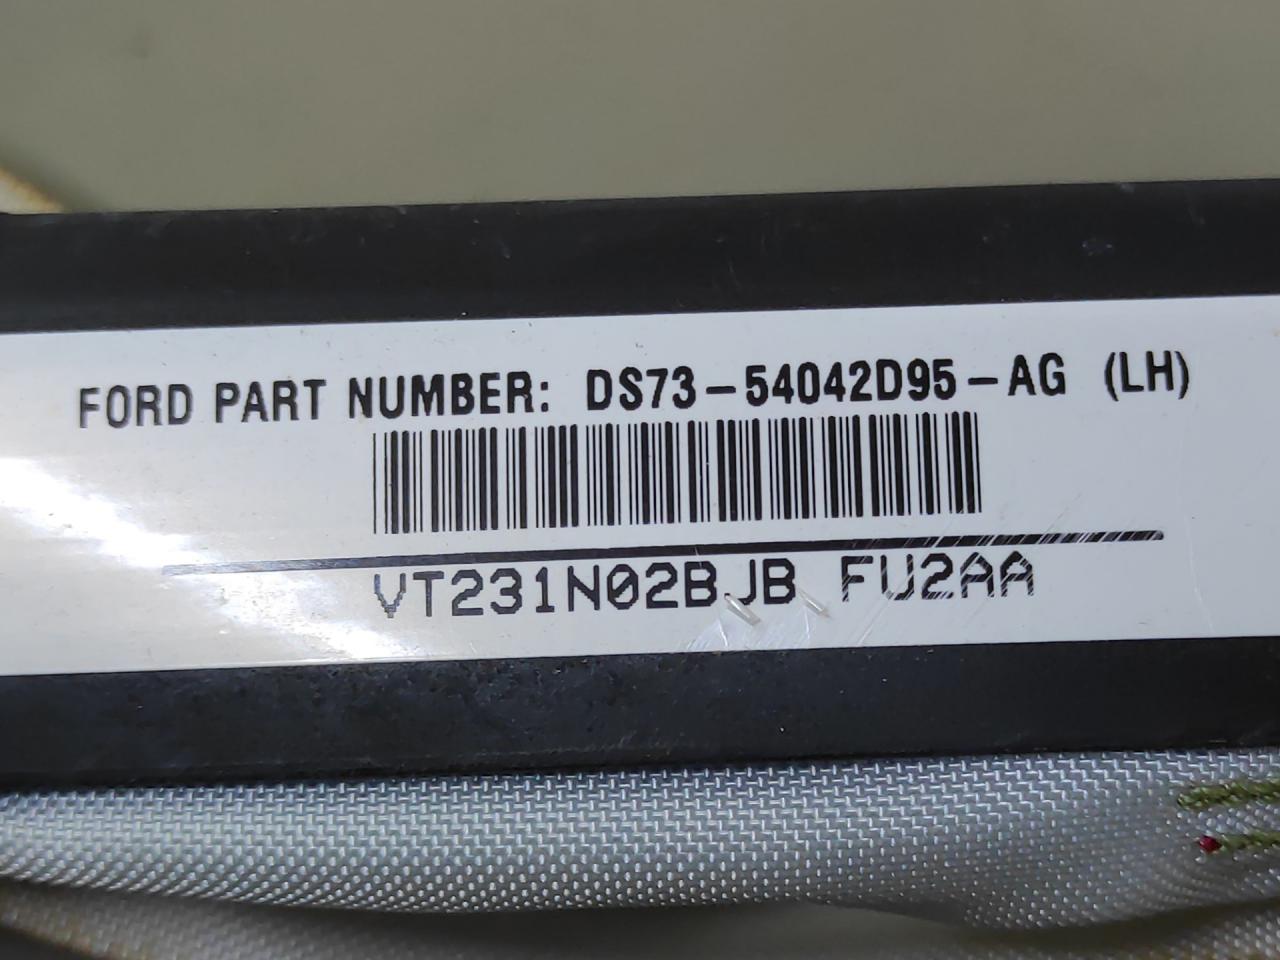 FORD PART NUMBER: DS73-54042D95-AG (LH)
VT231N02BJB FU2AA